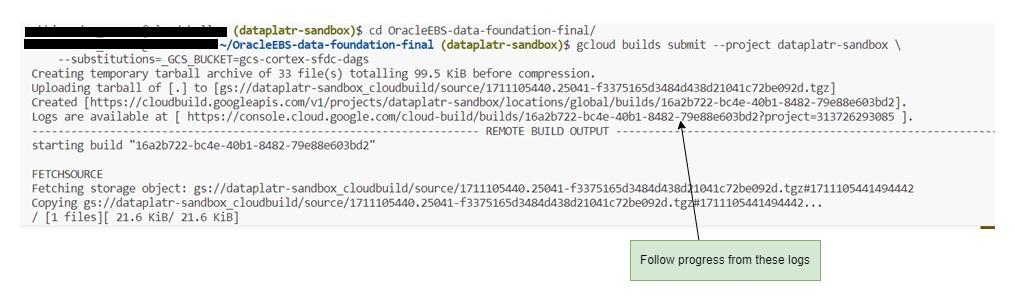 (dataplatr-sandbox)$ cd OracleEBS-data-foundation-final/
~/OracleEBS-data-foundation-final (dataplatr-sandbox)$ gcloud builds submit --project dataplatr-sandbox \
--substitutions=_GCS_BUCKET=gcs-cortex-sfdc-dags
Creating temporary tarball archive of 33 file(s) totalling 99.5 KiB before compression.
Uploading tarball of [.] to [gs://dataplatr-sandbox_cloudbuild/source/1711105440.25041-f3375165d3484d438d21041c72be092d.tgz]
Created [https://cloudbuild.googleapis.com/v1/projects/dataplatr-sandbox/locations/global/builds/16a2b722-bc4e-40b1-8482-79e88e603bd2].
Logs are available at [ https://console.cloud.google.com/cloud-build/builds/16a2b722-bc4e-40b1-8482-79e88e603bd2?project=313726293085 ].
REMOTE BUILD OUTPUT
starting build "16a2b722-bc4e-40b1-8482-79e88e603bd2"
FETCHSOURCE
Fetching storage object: gs://dataplatr-sandbox_cloudbuild/source/1711105440.25041-f3375165d3484d438d21041c72be092d.tgz#1711105441494442
Copying gs://dataplatr-sandbox_cloudbuild/source/1711105440.25041-f3375165d3484d438d21041c72be092d.tgz#1711105441494442...
/ [1 files][ 21.6 KiB/ 21.6 KiB]
Follow progress from these logs